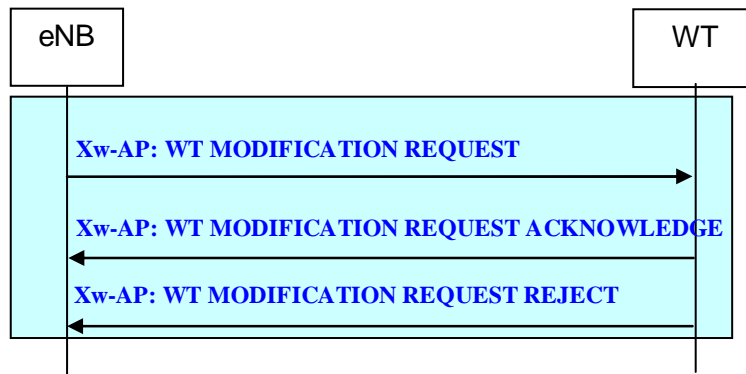 eNB
WT
Xw-AP: WT MODIFICATION REQUEST
Xw-AP: WT MODIFICATION REQUEST ACKNOWLEDGE
Xw-AP: WT MODIFICATION REQUEST REJECT